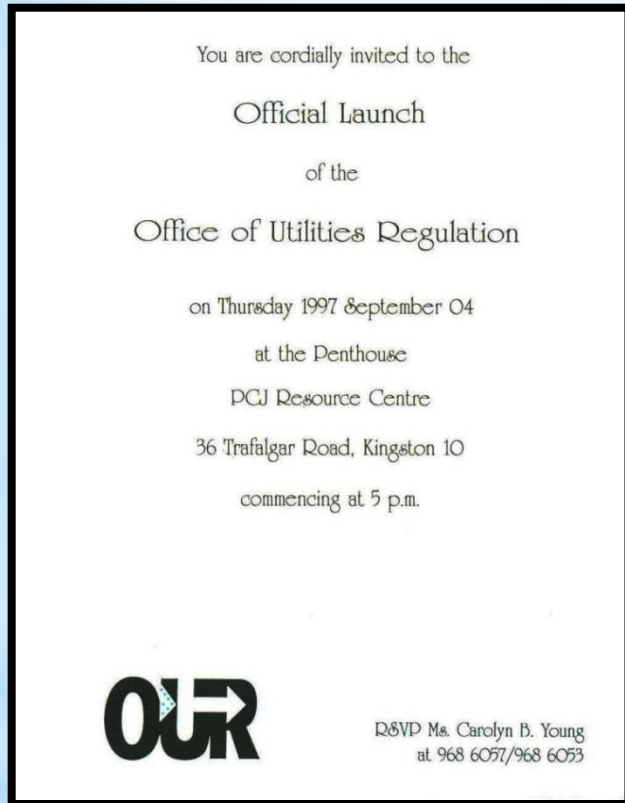 You are cordially invited to the
Official Launch
of the
Office of Utilities Regulation
on Thursday 1997 September 04
at the Penthouse
PCJ Resource Centre
36 Trafalgar Road, Kingston 10
commencing at 5 p.m.
OUR
RSVP Ms. Carolyn B. Young
at 968 6057/968 6053